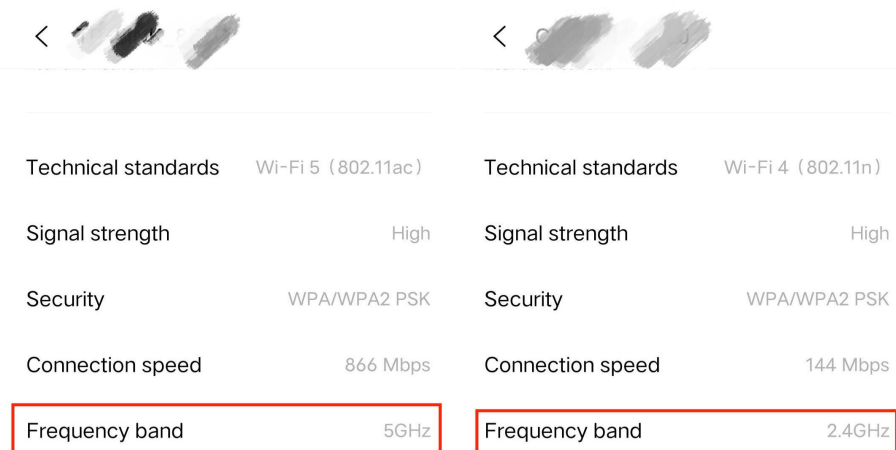 Technical standards Wi-Fi 5（802.11ac）
Signal strength High
Security WPA/WPA2 PSK
Connection speed 866 Mbps
Frequency band 5GHz
Technical standards Wi-Fi 4（802.11n）
Signal strength High
Security WPA/WPA2 PSK
Connection speed 144 Mbps
Frequency band 2.4GHz